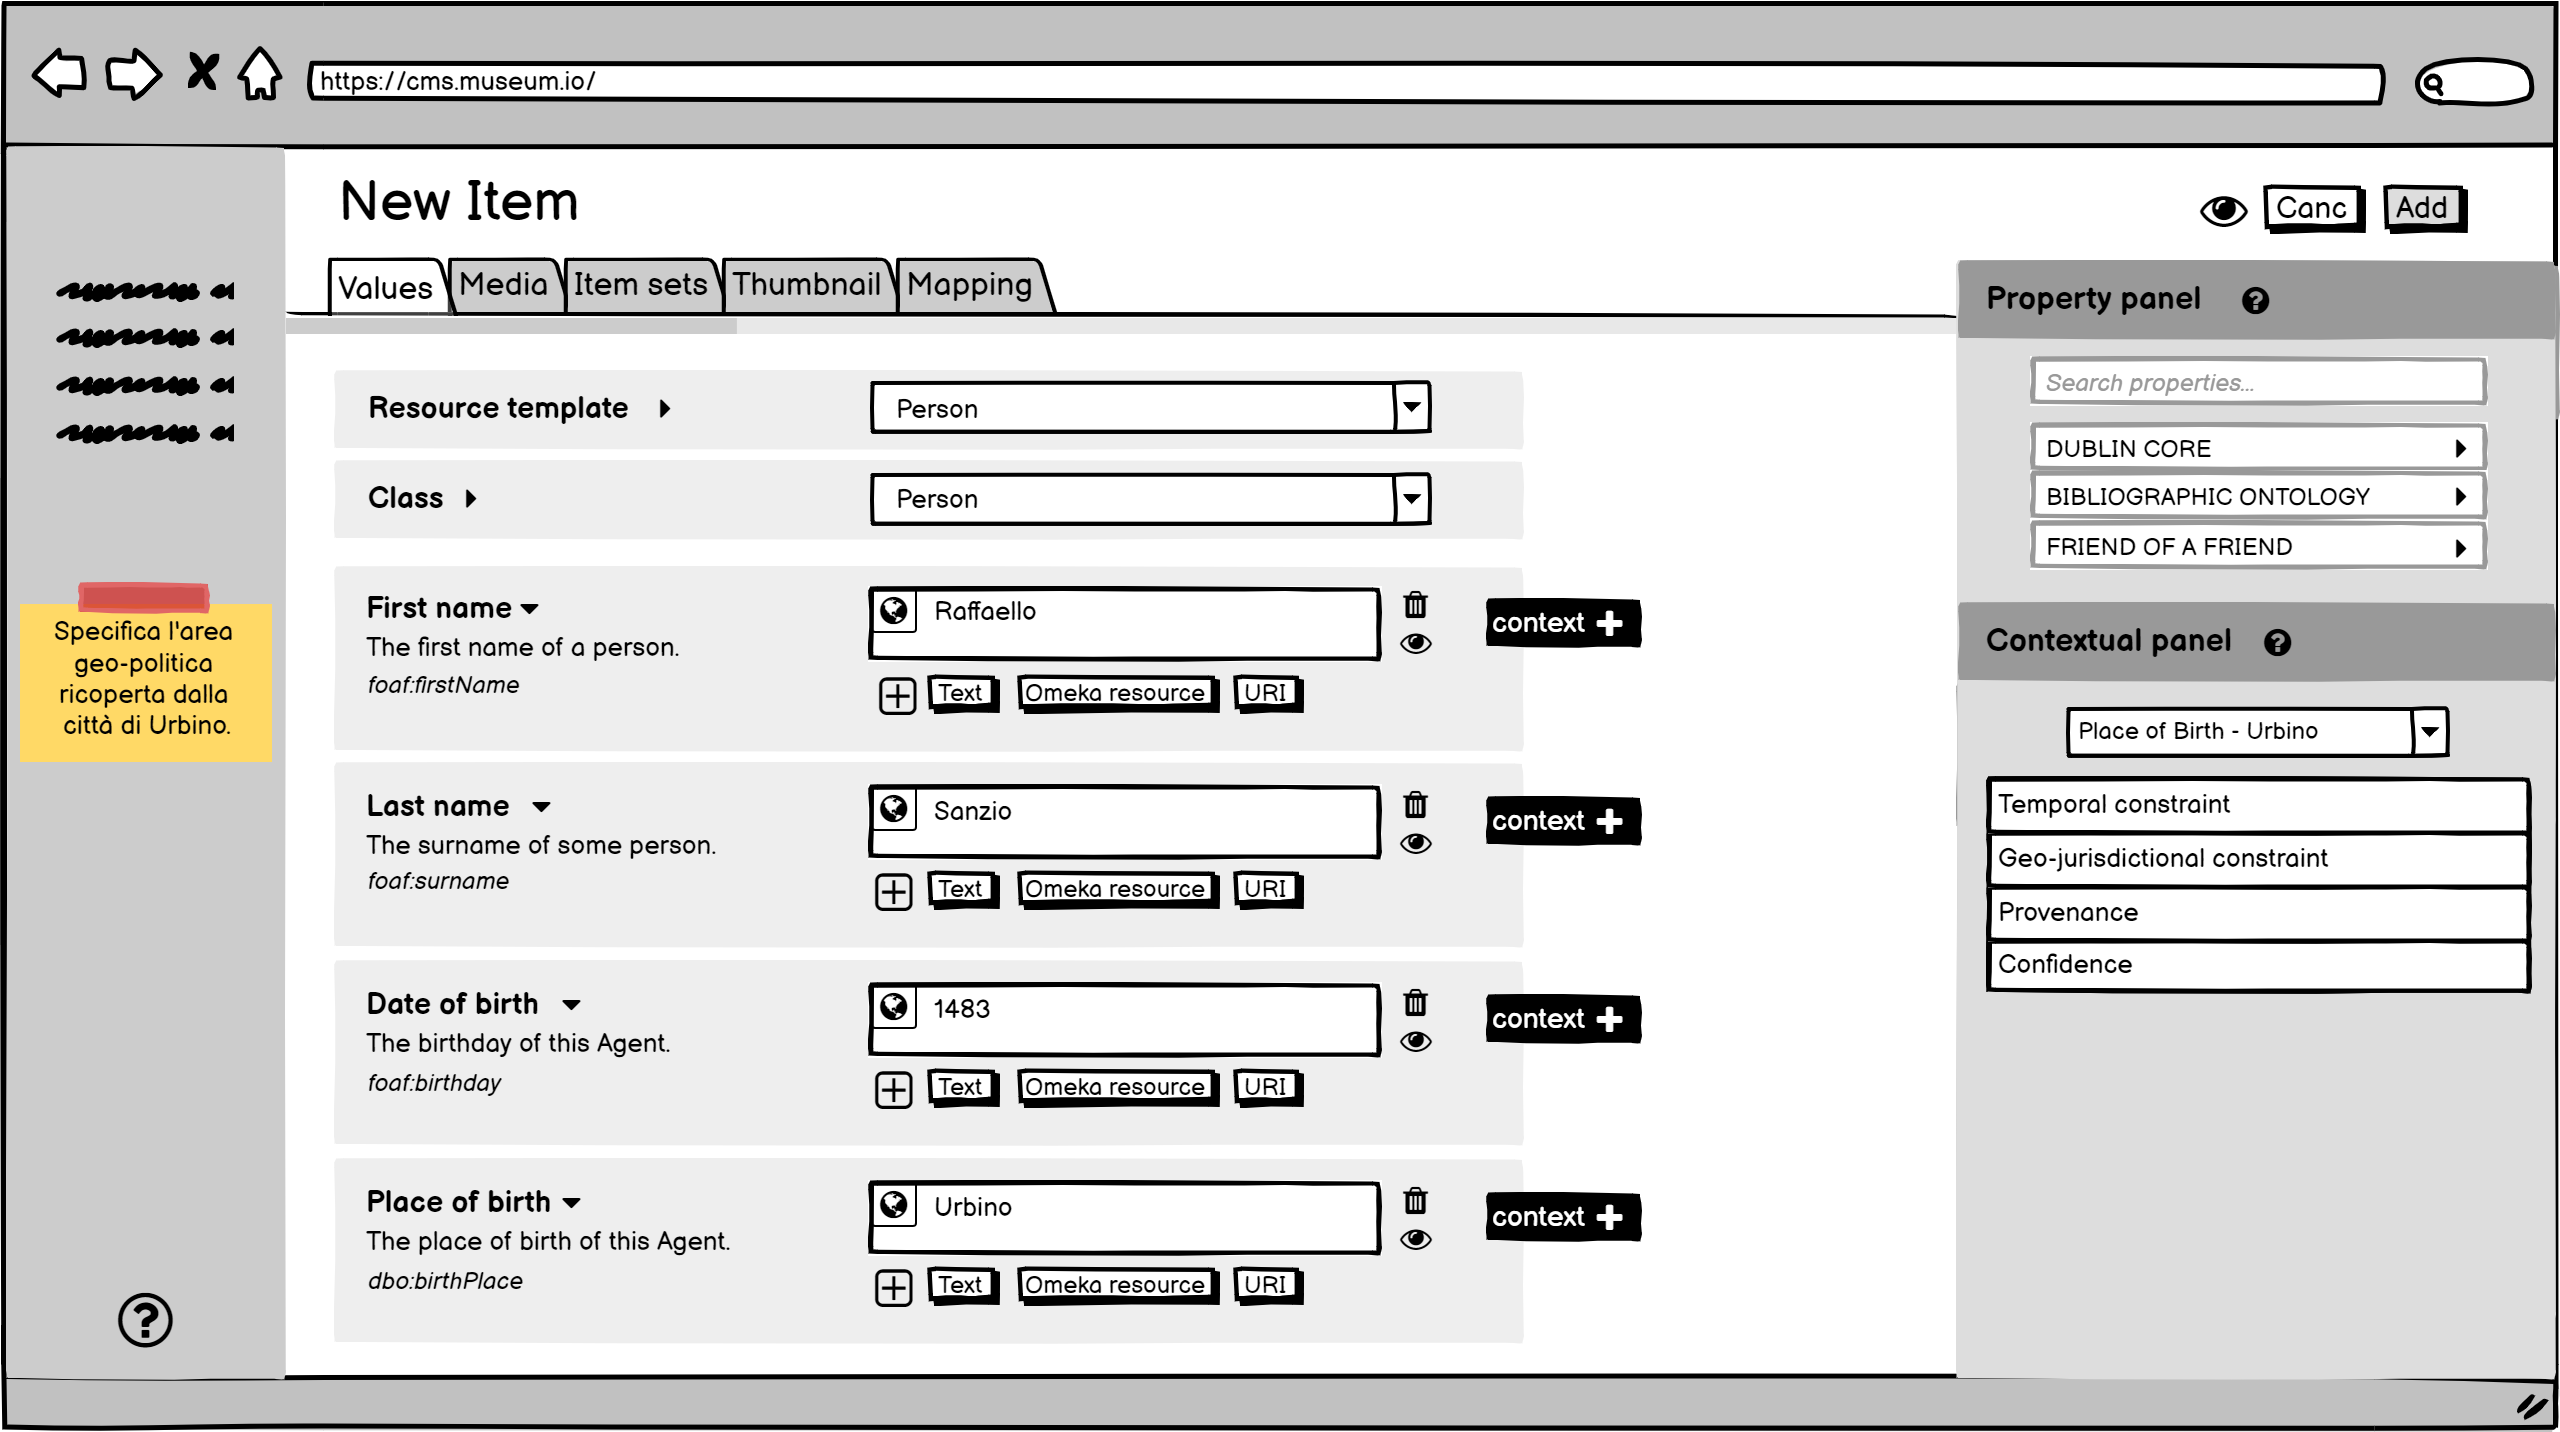 https://cms.museum.io/
New Item
Canc
Add
Values
Media
Item sets
Thumbnail
Mapping
Specifica l'area
geo-politica
ricoperta dalla
città di Urbino.
Resource template
Person
Class
Person
First name
The first name of a person.
foaf:firstName
Raffaello
context
Text
Omeka resource
URI
Last name
The surname of some person.
foaf:surname
Sanzio
context
Text
Omeka resource
URI
Date of birth
The birthday of this Agent.
foaf:birthday
1483
context
Text
Omeka resource
URI
Place of birth
The place of birth of this Agent.
dbo:birthPlace
Urbino
context
Text
Omeka resource
URI
Property panel
Search properties...
DUBLIN CORE
BIBLIOGRAPHIC ONTOLOGY
FRIEND OF A FRIEND
Contextual panel
Place of Birth - Urbino
Temporal constraint
Geo-jurisdictional constraint
Provenance
Confidence